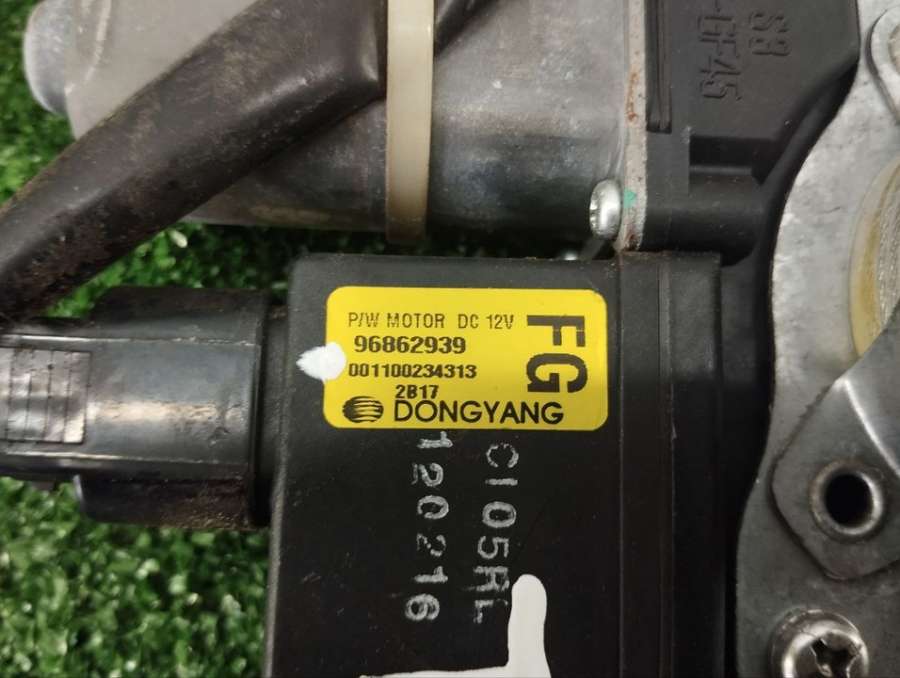 P/W MOTOR DC 12V
96862939
001100234313
2B17
DONGYANG
FG
CI05RL
120216